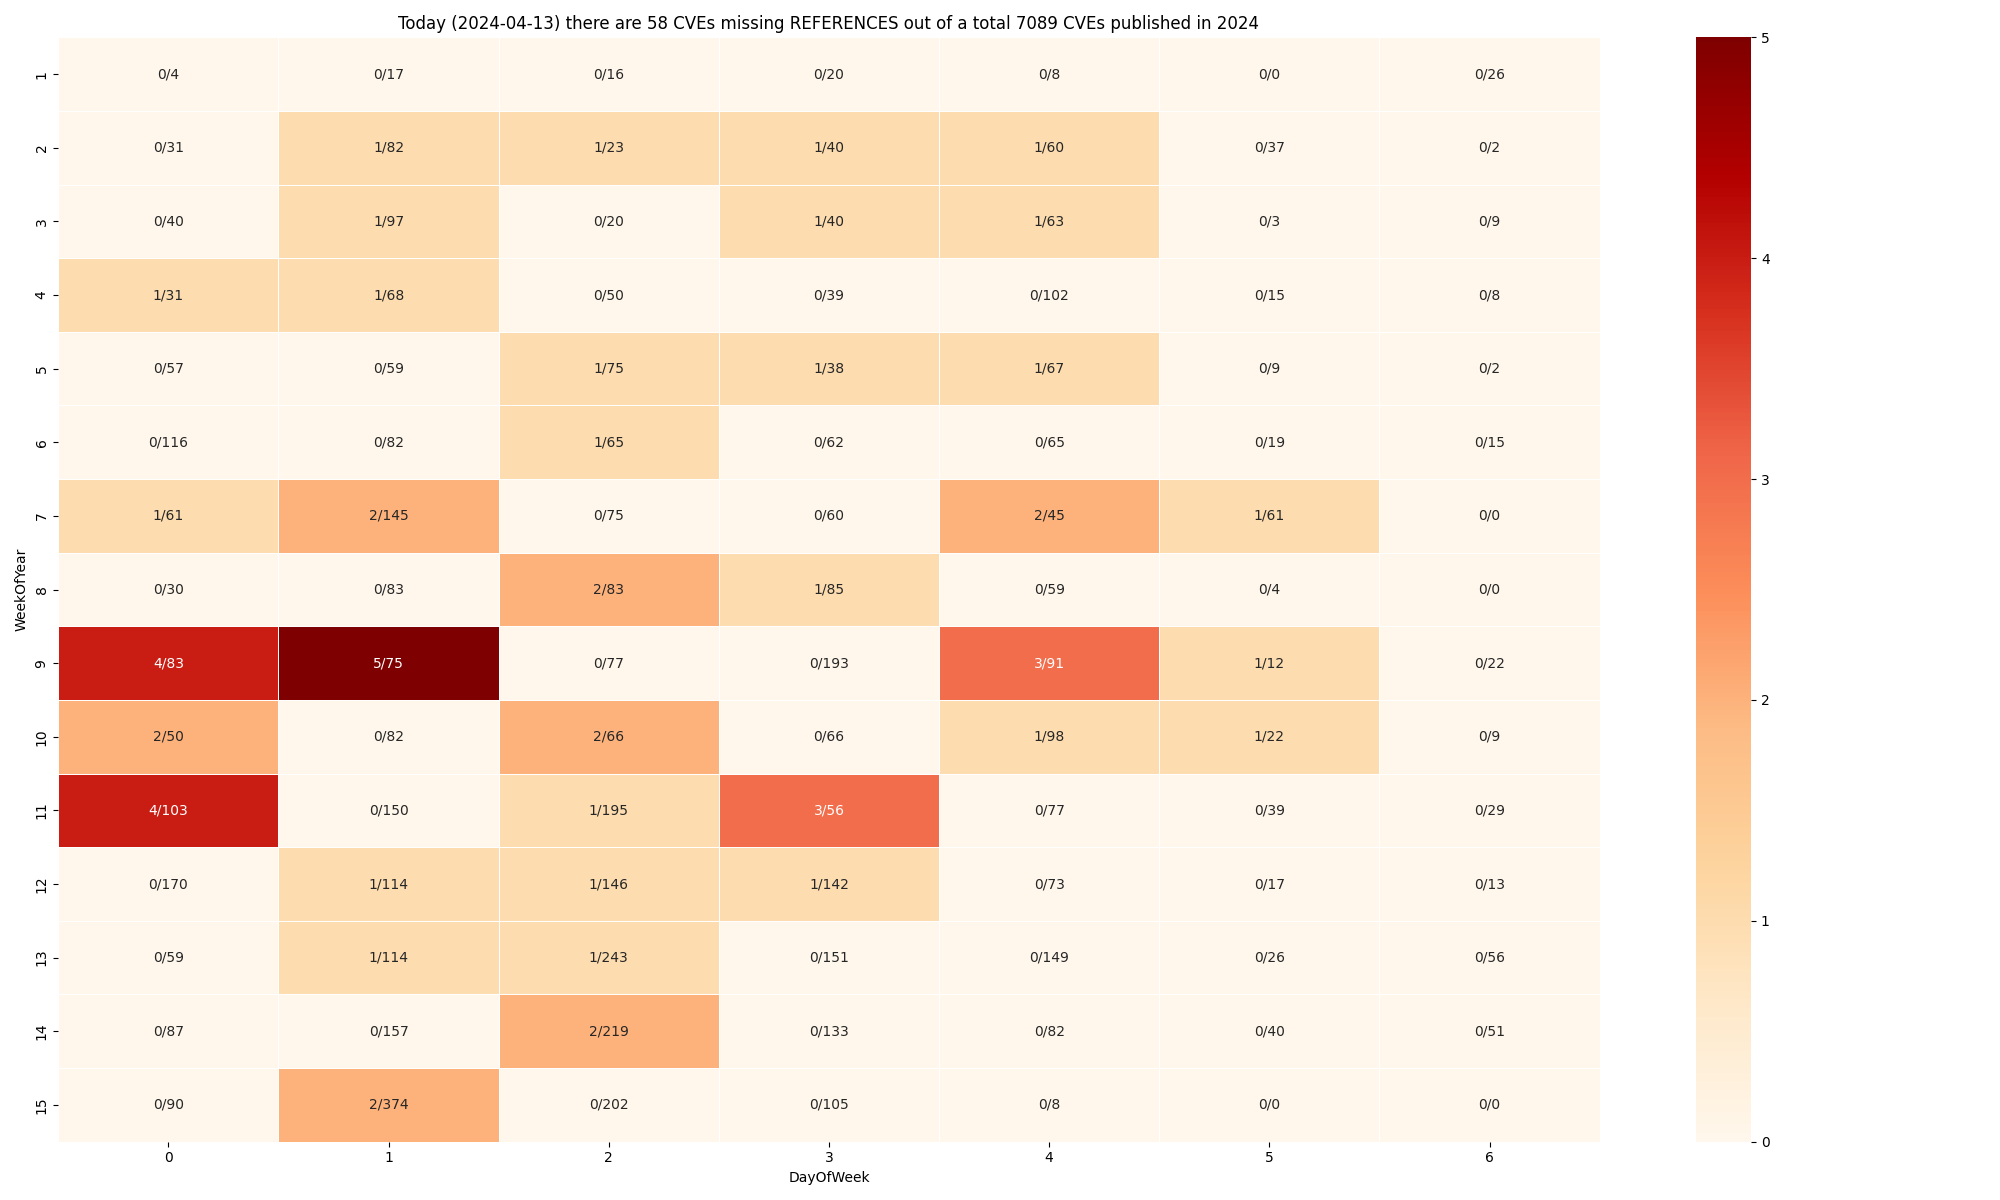 Today (2024-04-13) there are 58 CVEs missing REFERENCES out of a total 7089 CVEs published in 2024
1 0/4 0/17 0/16 0/20 0/8 0/0 0/26
2 0/31 1/82 1/23 1/40 1/60 0/37 0/2
3 0/40 1/97 0/20 1/40 1/63 0/3 0/9
4 1/31 1/68 0/50 0/39 0/102 0/15 0/8
5 0/57 0/59 1/75 1/38 1/67 0/9 0/2
6 0/116 0/82 1/65 0/62 0/65 0/19 0/15
7 1/61 2/145 0/75 0/60 2/45 1/61 0/0
8 0/30 0/83 2/83 1/85 0/59 0/4 0/0
9 4/83 5/75 0/77 0/193 3/91 1/12 0/22
10 2/50 0/82 2/66 0/66 1/98 1/22 0/9
11 4/103 0/150 1/195 3/56 0/77 0/39 0/29
12 0/170 1/114 1/146 1/142 0/73 0/17 0/13
13 0/59 1/114 1/243 0/151 0/149 0/26 0/56
14 0/87 0/157 2/219 0/133 0/82 0/40 0/51
15 0/90 2/374 0/202 0/105 0/8 0/0 0/0
0 1 2 3 4 5 6
DayOfWeek
WeekOfYear
5
4
3
2
1
0